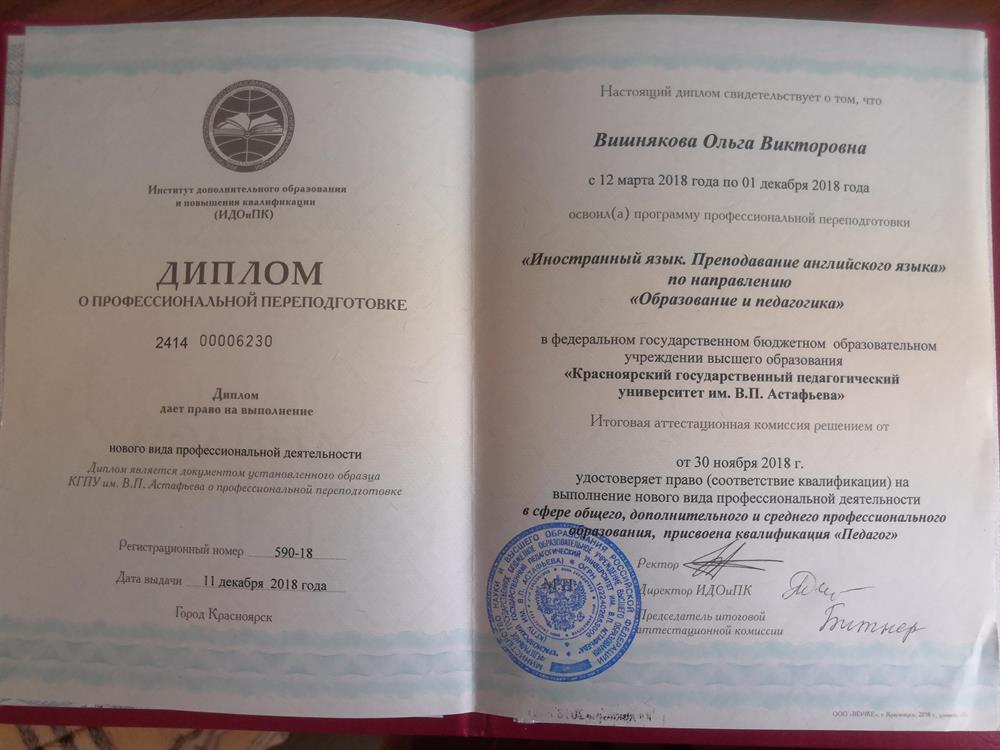 Институт дополнительного образования
и повышения квалификации
(ИДОиПК)
ДИПЛОМ
О ПРОФЕССИОНАЛЬНОЙ ПЕРЕПОДГОТОВКЕ
2414 00006230
Диплом
дает право на выполнение
нового вида профессиональной деятельности
Диплом является документом установленного образца
КГПУ им. В.П. Астафьева о профессиональной переподготовке
Регистрационный номер 590-18
Дата выдачи 11 декабря 2018 года
Город Красноярск
Настоящий диплом свидетельствует о том, что
Вишнякова Ольга Викторовна
с 12 марта 2018 года по 01 декабря 2018 года
освоил(а) программу профессиональной переподготовки
«Иностранный язык. Преподавание английского языка»
по направлению
«Образование и педагогика»
в федеральном государственном бюджетном образовательном
учреждении высшего образования
«Красноярский государственный педагогический
университет им. В.П. Астафьева»
Итоговая аттестационная комиссия решением от
от 30 ноября 2018 г.
удостоверяет право (соответствие квалификации) на
выполнение нового вида профессиональной деятельности
в сфере общего, дополнительного и среднего профессионального
образования, присвоена квалификация «Педагог»
М.П.
Ректор
Директор ИДОиПК
Председатель итоговой
аттестационной комиссии
Битнер
ООО «ВЕРЖЕ», г. Красноярск, 2018 г.